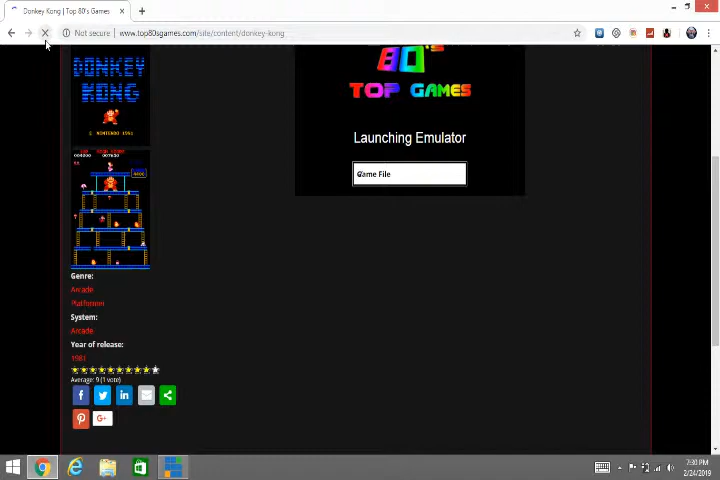 Donkey Kong | Top 80's Games
Not secure | www.top80sgames.com/site/content/donkey-kong
DONKEY
KONG
© NINTENDO 1981
80's
TOP GAMES
Launching Emulator
Game File
Genre:
Arcade
Platformer
System:
Arcade
Year of release:
1981
Average: 9 (1 vote)
7:30 PM
2/24/2019